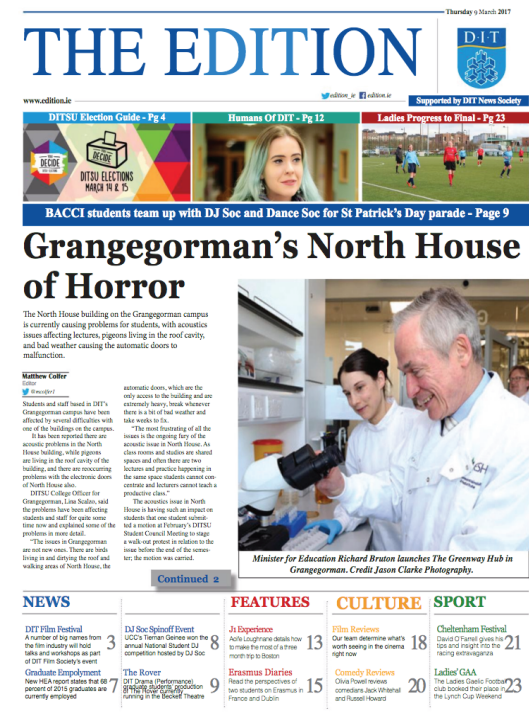 Thursday 9 March 2017
THE EDITION
D·I·T
www.edition.ie
edition_ie edition.ie
Supported by DIT News Society
DITSU Election Guide - Pg 4
Humans Of DIT - Pg 12
Ladies Progress to Final - Pg 23
DECIDE
DECIDE
DITSU ELECTIONS
MARCH 14 & 15
BACCI students team up with DJ Soc and Dance Soc for St Patrick's Day parade - Page 9
Grangegorman's North House
of Horror
The North House building on the Grangegorman campus
is currently causing problems for students, with acoustics
issues affecting lectures, pigeons living in the roof cavity,
and bad weather causing the automatic doors to
malfunction.
Matthew Colfer
Editor
@mcolfer1
Students and staff based in DIT's
Grangegorman campus have been
affected by several difficulties with
one of the buildings on the campus.
It has been reported there are
acoustic problems in the North
House building, while pigeons
are living in the roof cavity of the
building, and there are reoccurring
problems with the electronic doors
of North House also.
DITSU College Officer for
Grangegorman, Lina Scalzo, said
the problems have been affecting
students and staff for quite some
time now and explained some of the
problems in more detail.
"The issues in Grangegorman
are not new ones. There are birds
living in and dirtying the roof and
walking areas of North House, the
automatic doors, which are the
only access to the building and are
extremely heavy, break whenever
there is a bit of bad weather and
take weeks to fix.
"The most frustrating of all the
issues is the ongoing fiery of the
acoustic issue in North House. As
class rooms and studios are shared
spaces and often there are two
lectures and practice happening in
the same space students cannot con-
centrate and lecturers cannot teach a
productive class."
The acoustics issue in North
House is having such an impact on
students that one student submit-
ted a motion at February's DITSU
Student Council Meeting to stage
a walk-out protest in relation to the
issue before the end of the semes-
ter; the motion was carried.
Continued 2
Minister for Education Richard Bruton launches The Greenway Hub in
Grangegorman. Credit Jason Clarke Photography.
NEWS
DIT Film Festival
A number of big names from
the film industry will hold
talks and workshops as part
of DIT Film Society's event
3
Graduate Employment
New HEA report states that 68
percent of 2015 graduates are
currently employed
7
DJ Soc Spinoff Event
UCC's Tiernan Geinee won the
annual National Student DJ
competition hosted by DJ Soc
8
The Rover
DIT Drama (Performance)
graduate students' production
of The Rover currently
running in the Beckett Theatre
9
FEATURES
J1 Experience
Aoife Loughnane details how
to make the most of a three
month trip to Boston
13
Erasmus Diaries
Read the perspectives of
two students on Erasmus in
France and Dublin
15
CULTURE
Film Reviews
Our team determine what's
worth seeing in the cinema
right now
18
Comedy Reviews
Olivia Powell reviews
comedians Jack Whitehall
and Russell Howard
20
SPORT
Cheltenham Festival
David O'Farrell gives his
tips and insight into the
racing extravaganza
21
Ladies' GAA
The Ladies Gaelic Football
club booked their place in
the Lynch Cup Weekend
23